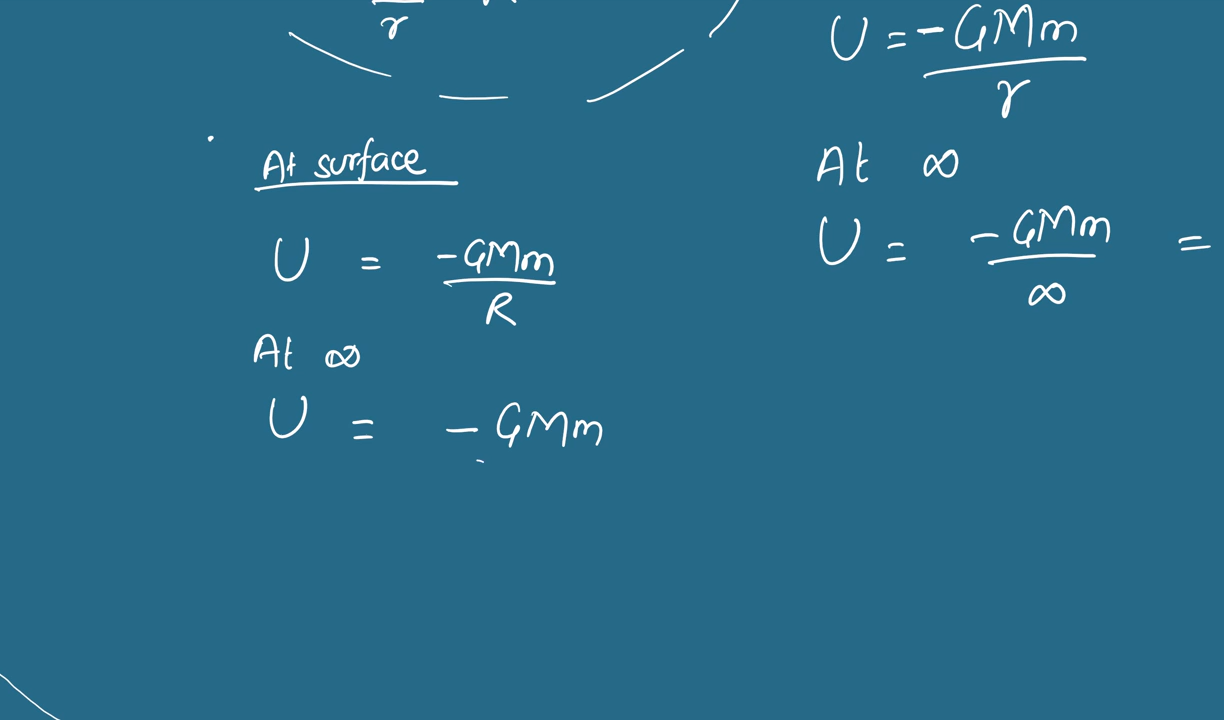 r
At surface
U = -GMm
R
At ∞
U = - GMm
U = -GMm
r
At ∞
U = -GMm =
∞